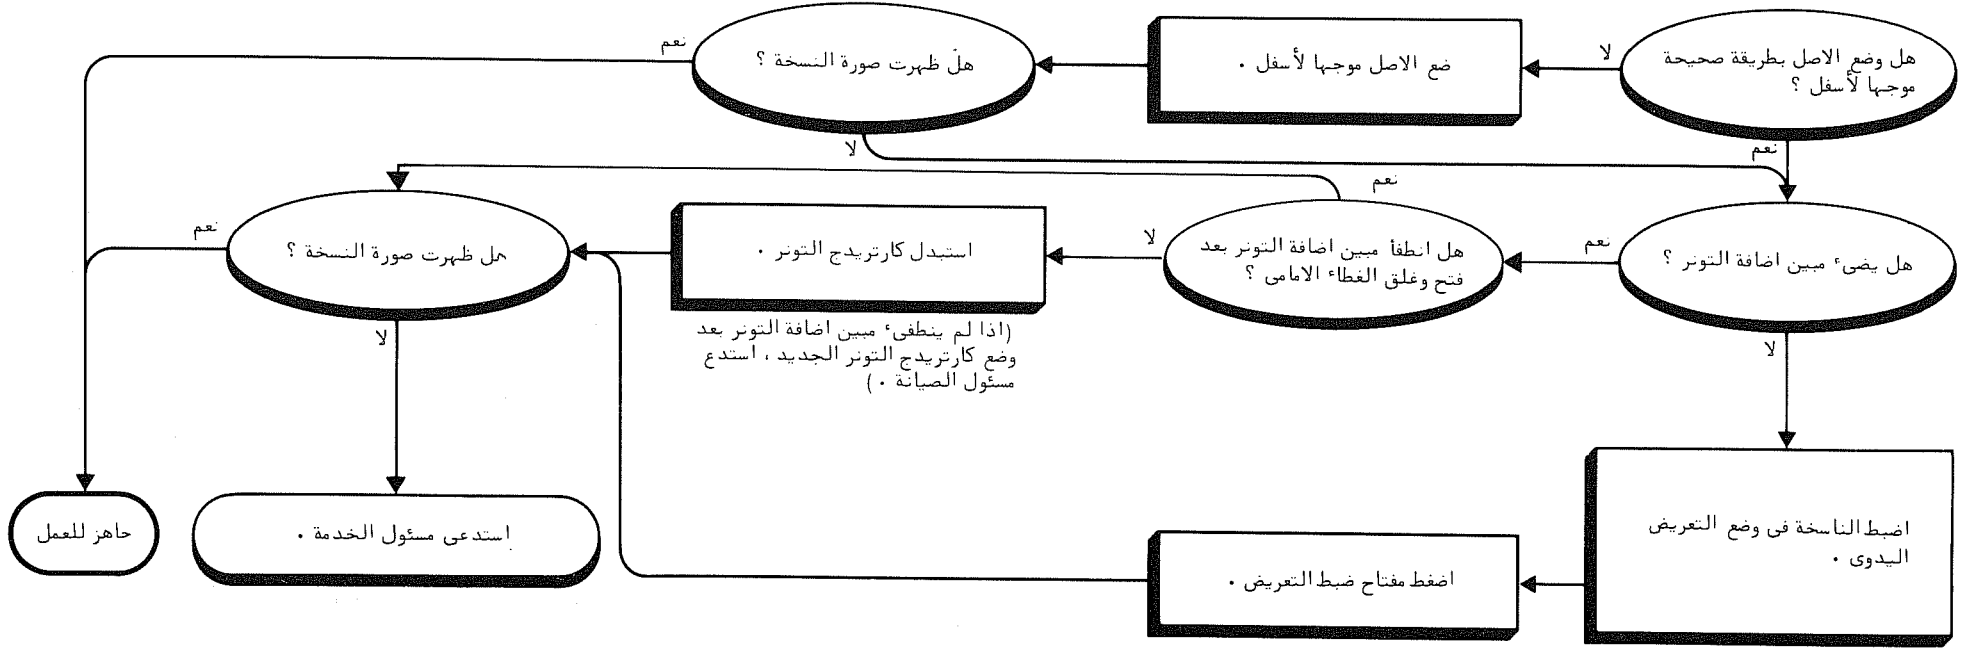 هل وضع الاصل بطريقة صحيحة
موجها لأسفل ؟
لا
ضع الاصل موجها لأسفل .
هل ظهرت صورة النسخة ؟
نعم
لا
نعم
هل يضىء مبين اضافة التونر ؟
نعم
هل انطفأ مبين اضافة التونر بعد
فتح وغلق الغطاء الامامى ؟
نعم
لا
استبدل كارتريدج التونر .
(اذا لم ينطفىء مبين اضافة التونر بعد
وضع كارتريدج التونر الجديد ، استدع
مسئول الصيانة . )
هل ظهرت صورة النسخة ؟
نعم
لا
لا
اضبط الناسخة فى وضع التعريض
اليدوى .
اضغط مفتاح ضبط التعريض .
استدعى مسئول الخدمة .
حاهز للعمل